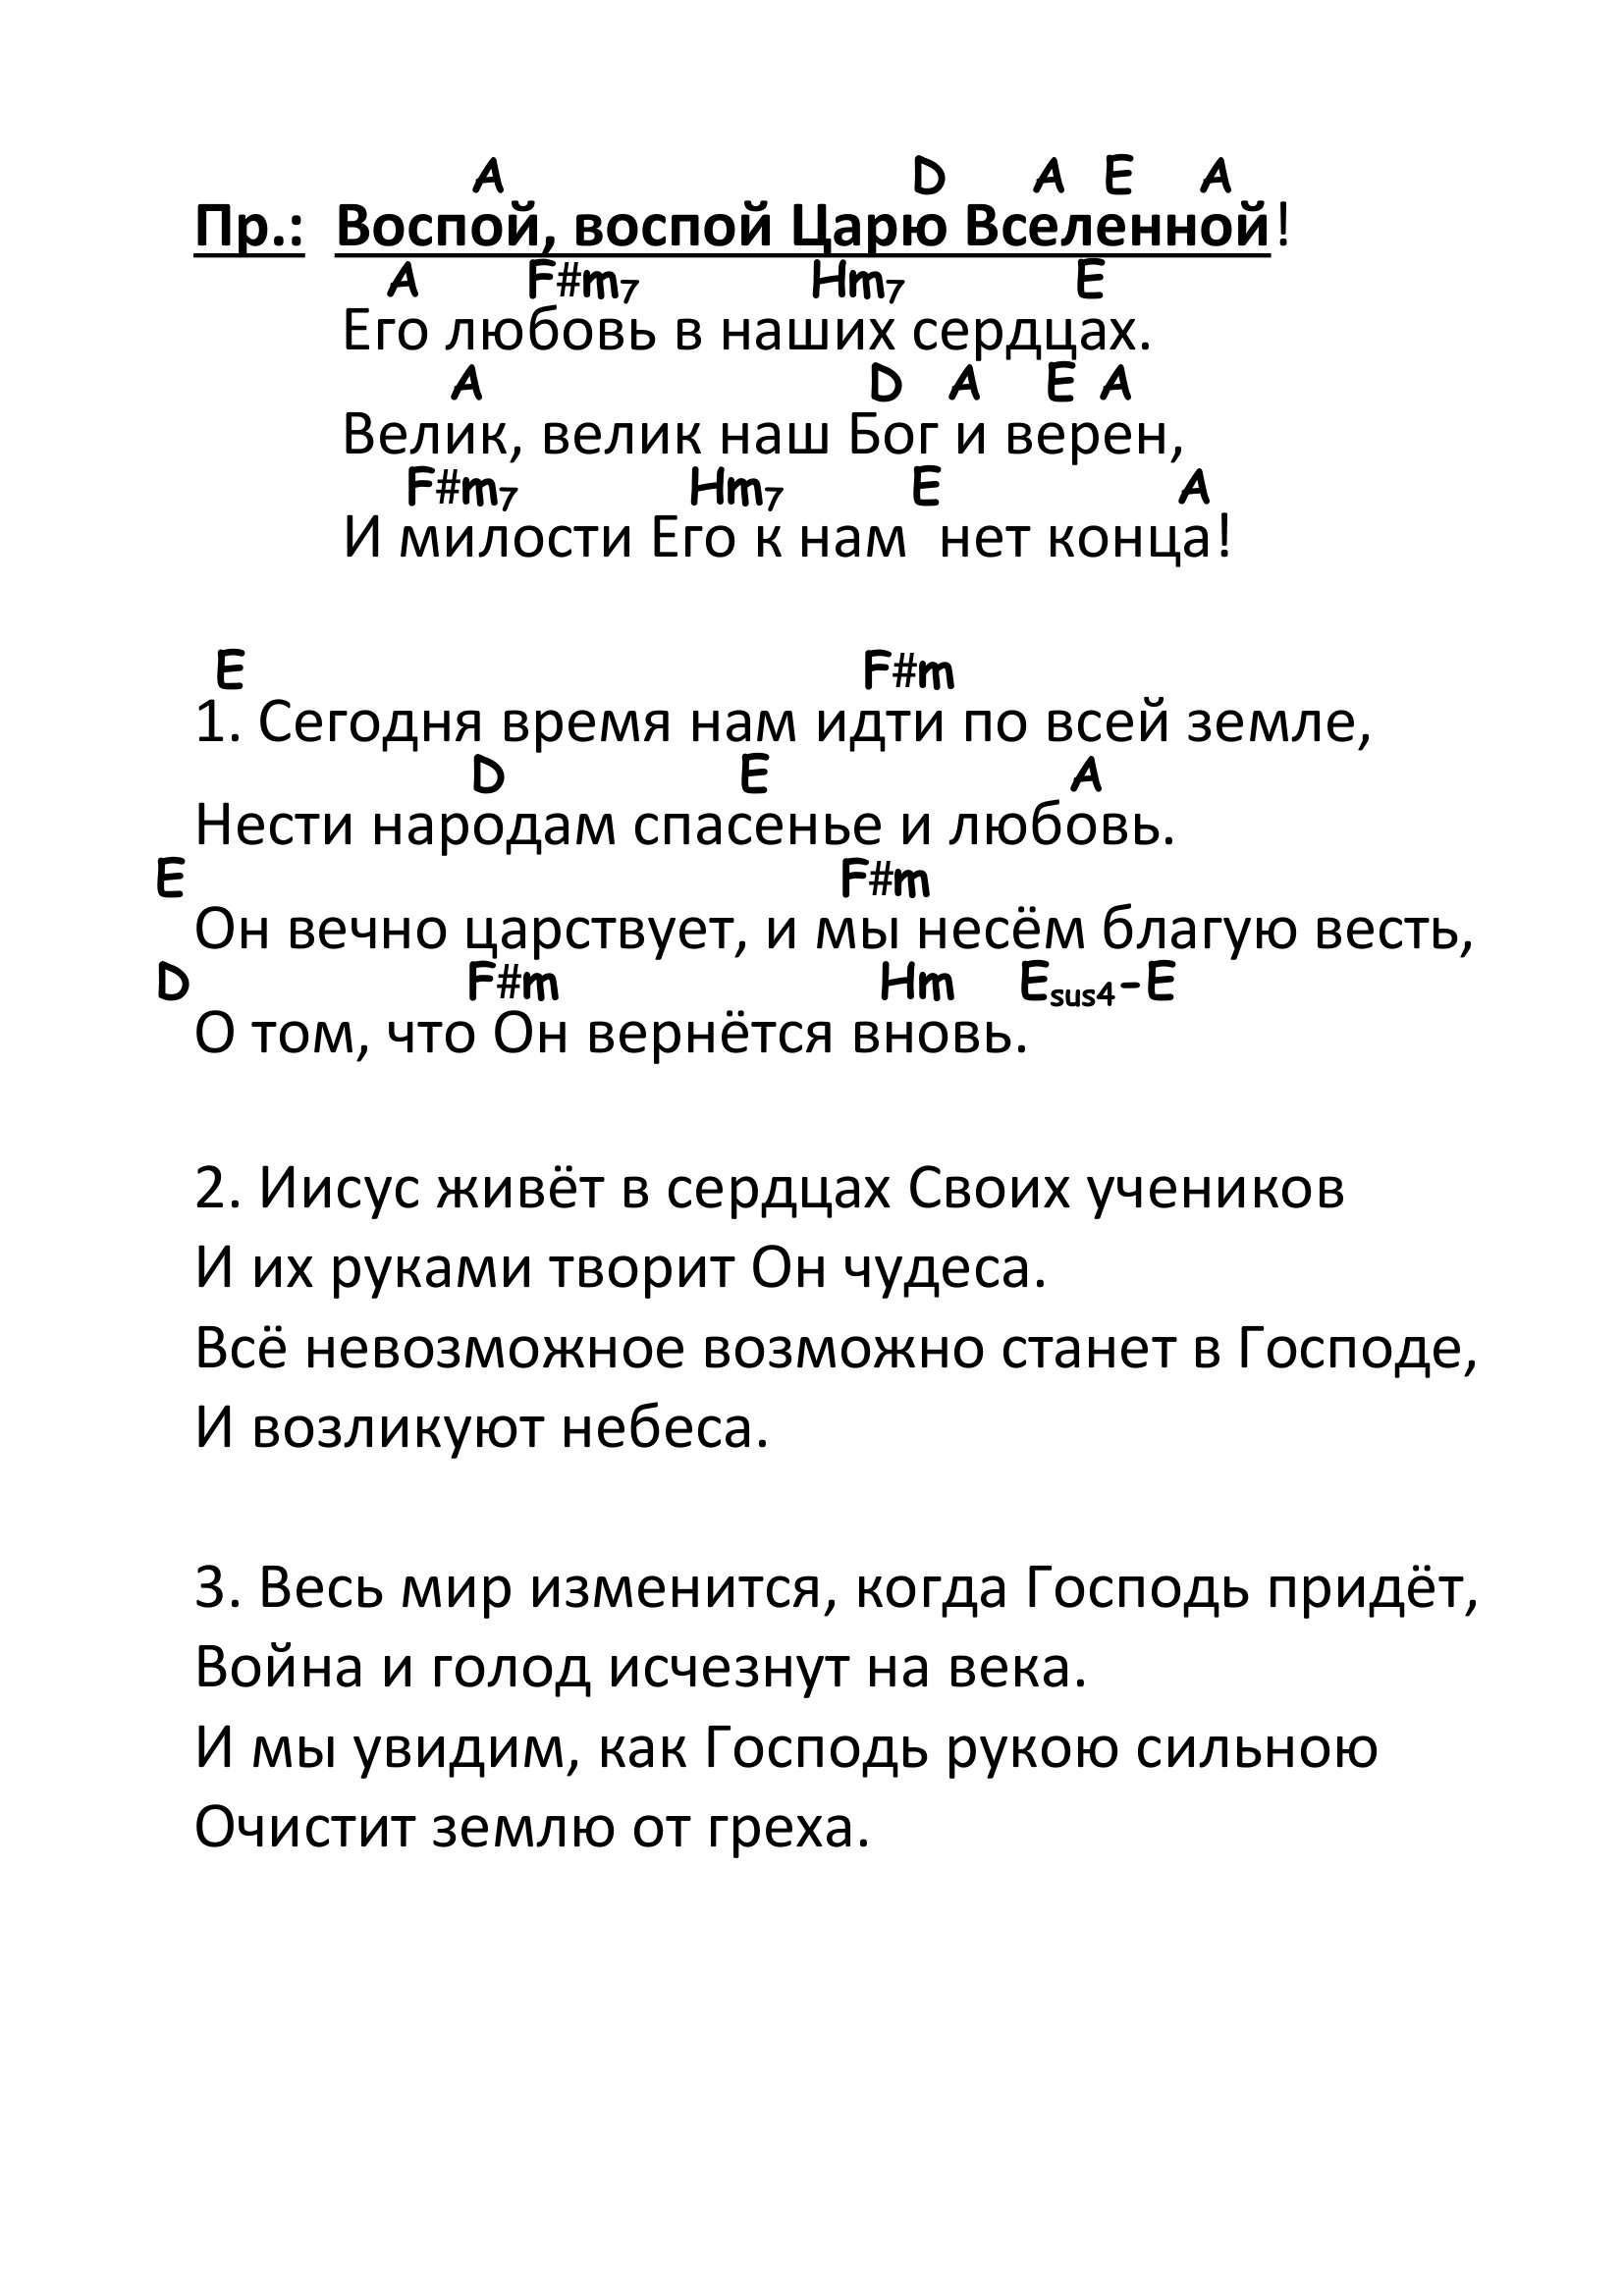 A D A E A
Пр.: Воспой, воспой Царю Вселенной!
A F#m7 Hm7 E
Его любовь в наших сердцах.
A D A E A
Велик, велик наш Бог и верен,
F#m7 Hm7 E A
И милости Его к нам нет конца!
E F#m
1. Сегодня время нам идти по всей земле,
D E A
Нести народам спасенье и любовь.
E F#m
Он вечно царствует, и мы несём благую весть,
D F#m Hm Esus4-E
О том, что Он вернётся вновь.
2. Иисус живёт в сердцах Своих учеников
И их руками творит Он чудеса.
Всё невозможное возможно станет в Господе,
И возликуют небеса.
3. Весь мир изменится, когда Господь придёт,
Война и голод исчезнут на века.
И мы увидим, как Господь рукою сильною
Очистит землю от греха.